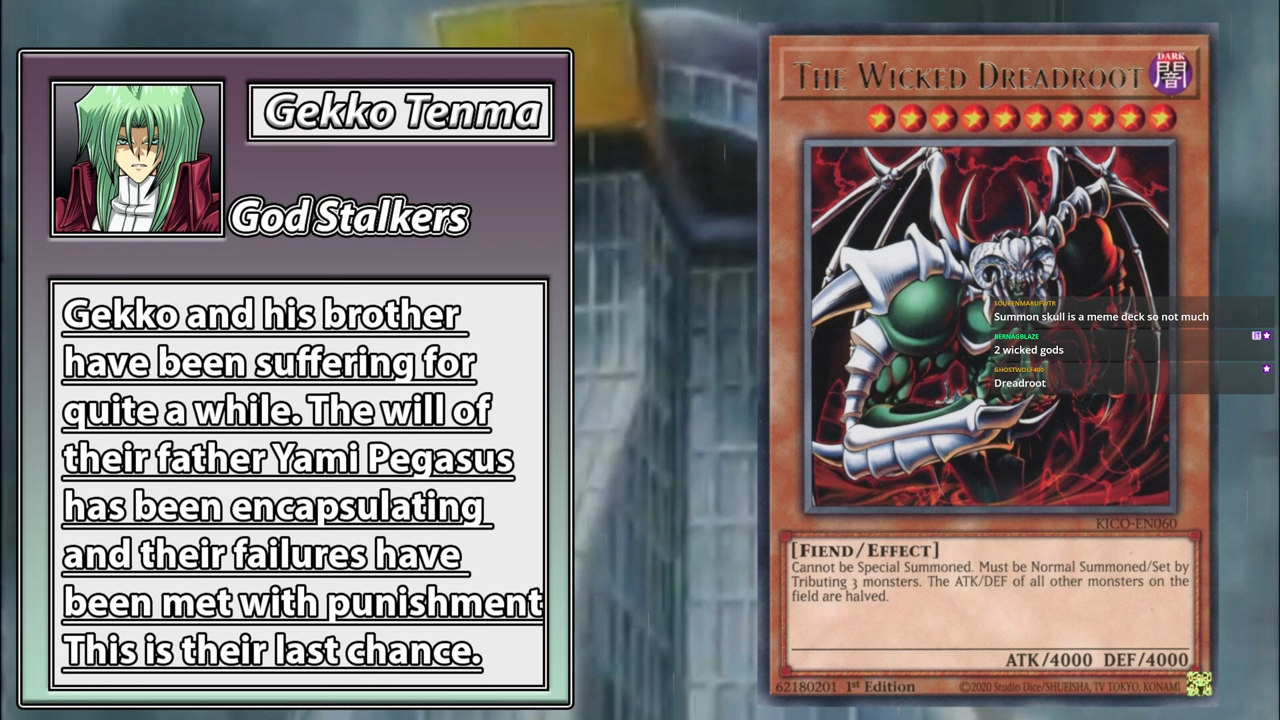 Gekko Tenma
God Stalkers
Gekko and his brother
have been suffering for
quite a while. The will of
their father Yami Pegasus
has been encapsulating
and their failures have
been met with punishment
This is their last chance.
THE WICKED DREADROOT
DARK
闇
SOUKENMARUFWTR
Summon skull is a meme deck so not much
BERNAGBLAZE
2 wicked gods
GHOSTWOLF400
Dreadroot
KICO-EN060
[FIEND/EFFECT]
Cannot be Special Summoned. Must be Normal Summoned/Set by
Tributing 3 monsters. The ATK/DEF of all other monsters on the
field are halved.
ATK/4000 DEF/4000
62180201 1st Edition ©2020 Studio Dice/SHUEISHA, TV TOKYO, KONAMI